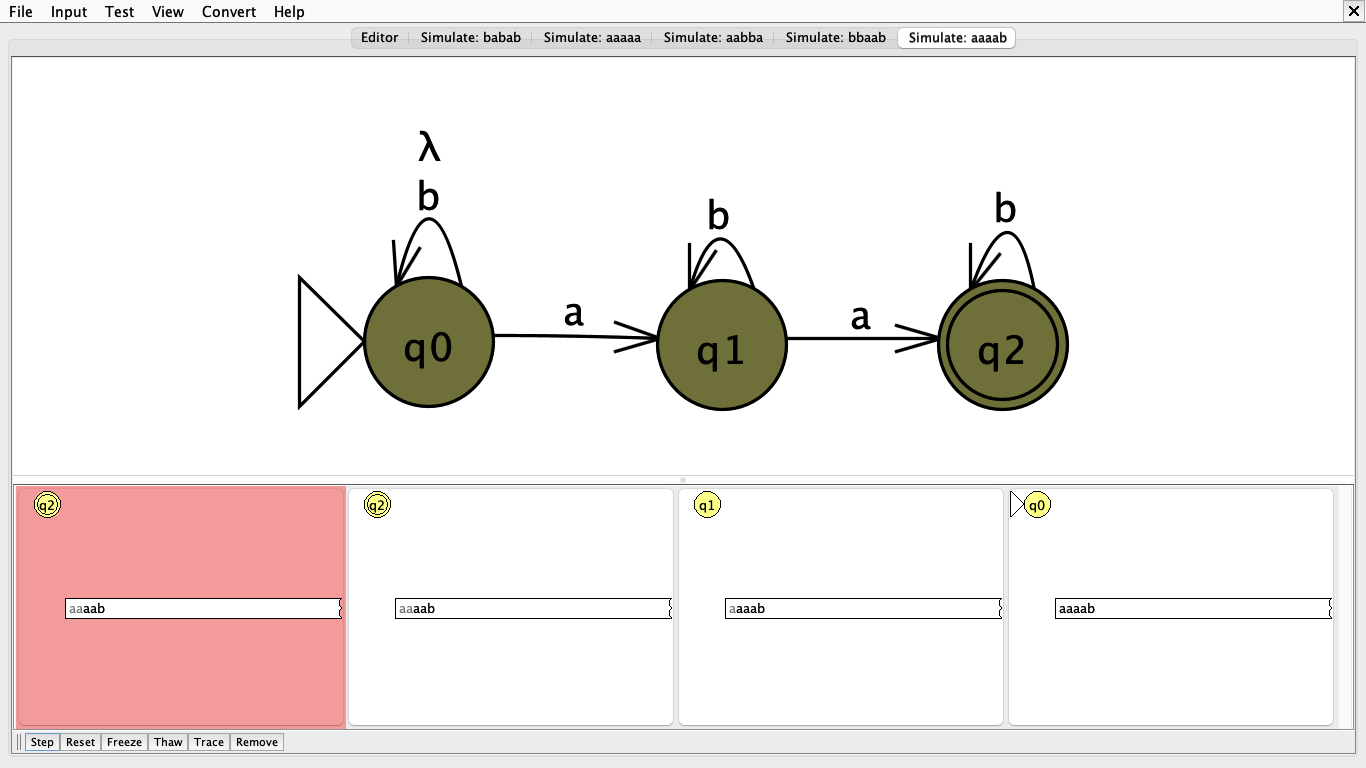 File Input Test View Convert Help
Editor Simulate: babab Simulate: aaaaa Simulate: aabba Simulate: bbaab Simulate: aaaab
λ
b b b
a a
q0 q1 q2
q2 q2 q1 q0
aaaab aaaab aaaab aaaab
Step Reset Freeze Thaw Trace Remove